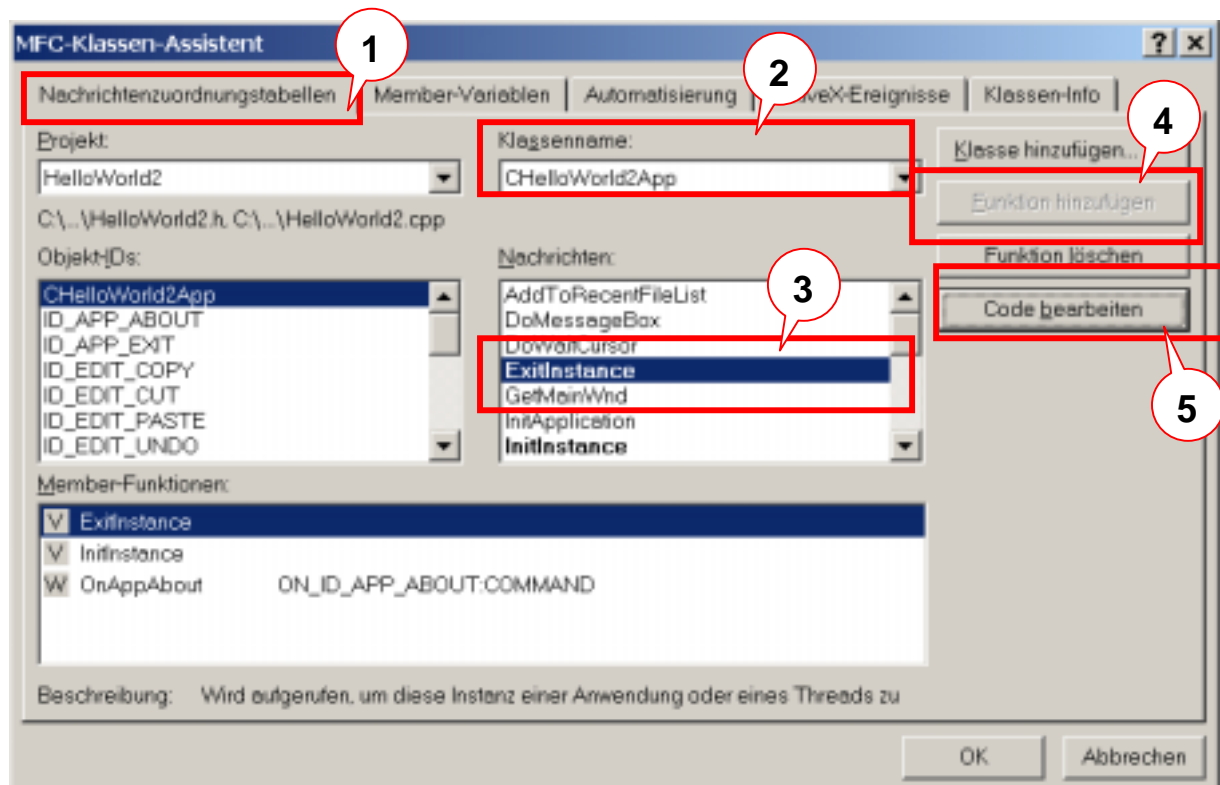 MFC-Klassen-Assistent
1
2
Nachrichtenzuordnungstabellen Member-Variablen Automatisierung iveX-Ereignisse Klassen-Info
4
Projekt: Klassenname:
Klasse hinzufügen...
HelloWorld2 CHelloWorld2App
Funktion hinzufügen
C:\...\HelloWorld2.h, C:\...\HelloWorld2.cpp
Objekt-IDs: Nachrichten: Funktion löschen
3
CHelloWorld2App AddToRecentFileList
Code bearbeiten
ID_APP_ABOUT DoMessageBox
ID_APP_EXIT DoWaitCursor
ID_EDIT_COPY ExitInstance
ID_EDIT_CUT GetMainWnd
5
ID_EDIT_PASTE InitApplication
ID_EDIT_UNDO InitInstance
Member-Funktionen:
V ExitInstance
V InitInstance
W OnAppAbout ON_ID_APP_ABOUT:COMMAND
Beschreibung: Wird aufgerufen, um diese Instanz einer Anwendung oder eines Threads zu
OK Abbrechen